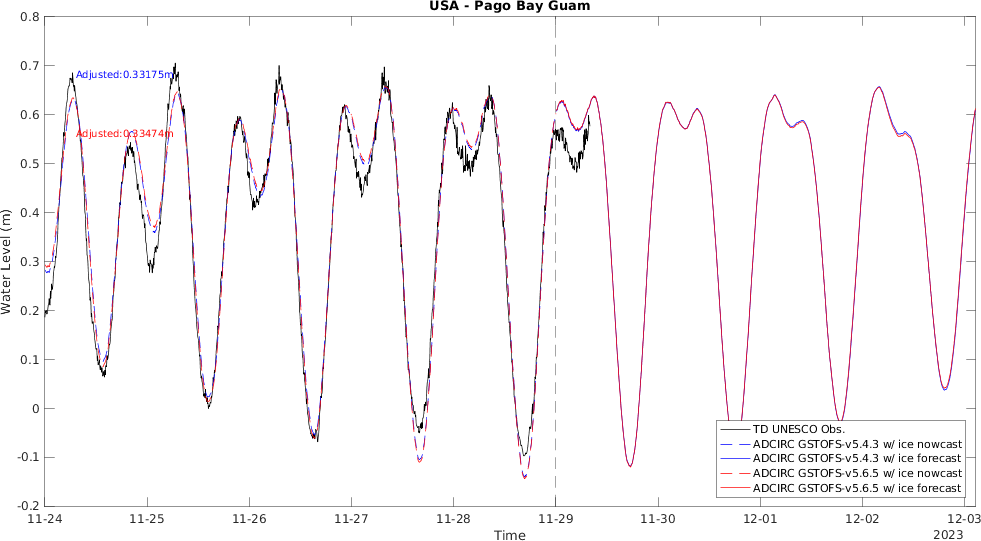 USA - Pago Bay Guam
Water Level (m)
0.8
0.7
0.6
0.5
0.4
0.3
0.2
0.1
0
-0.1
-0.2
Adjusted:0.33175m
Adjusted:0.33474m
TD UNESCO Obs.
ADCIRC GSTOFS-v5.4.3 w/ ice nowcast
ADCIRC GSTOFS-v5.4.3 w/ ice forecast
ADCIRC GSTOFS-v5.6.5 w/ ice nowcast
ADCIRC GSTOFS-v5.6.5 w/ ice forecast
11-24 11-25 11-26 11-27 11-28 11-29 11-30 12-01 12-02 12-03
Time
2023